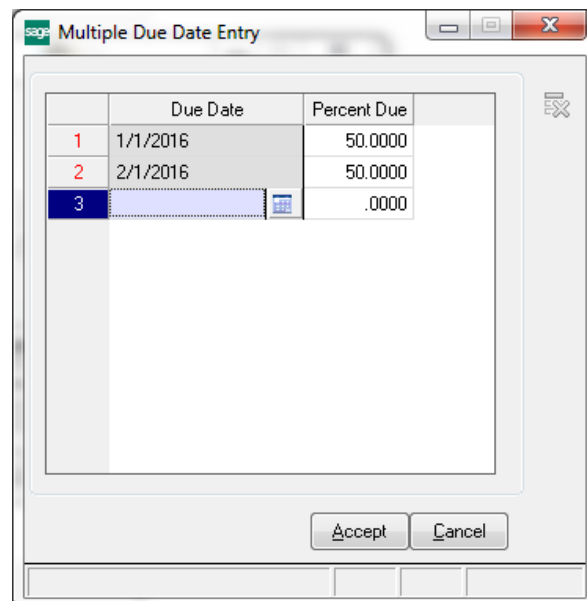 sage Multiple Due Date Entry
Due Date Percent Due
1 1/1/2016 50.0000
2 2/1/2016 50.0000
3 .0000
Accept Cancel